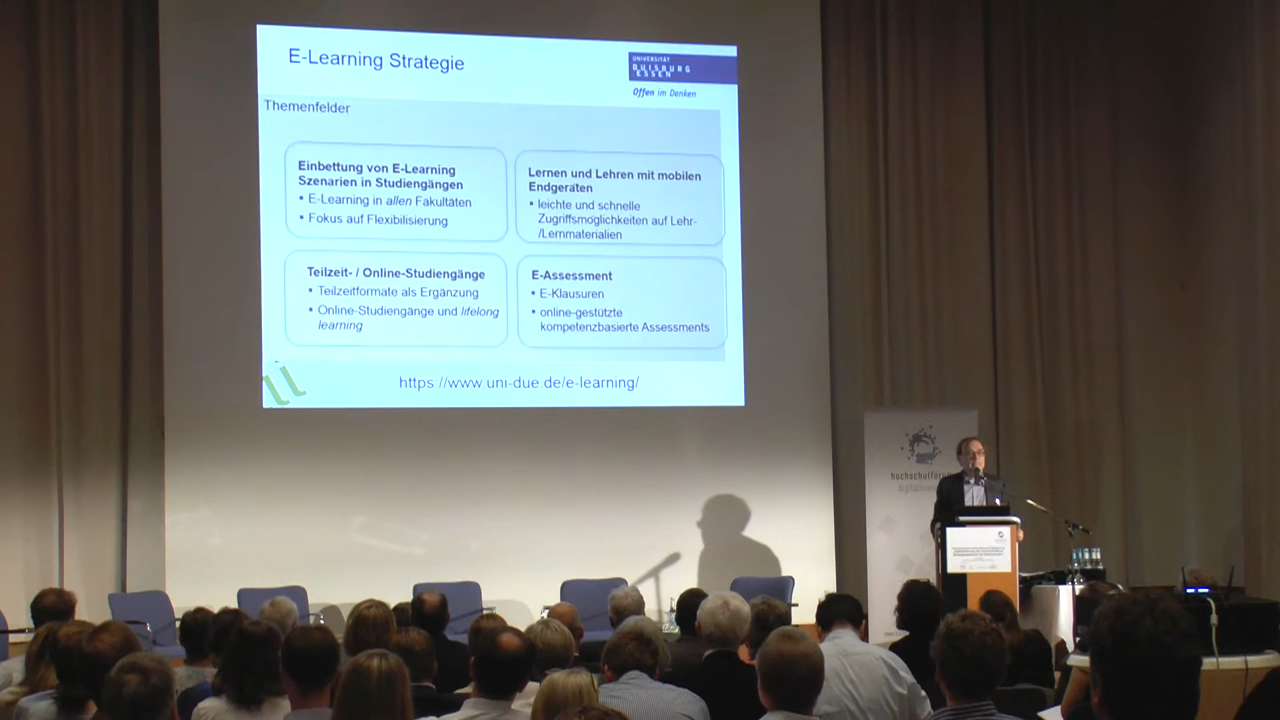 E-Learning Strategie
UNIVERSITÄT
DUISBURG
ESSEN
Offen im Denken
Themenfelder
Einbettung von E-Learning
Szenarien in Studiengängen
▪ E-Learning in allen Fakultäten
▪ Fokus auf Flexibilisierung
Lernen und Lehren mit mobilen
Endgeräten
▪ leichte und schnelle
Zugriffsmöglichkeiten auf Lehr-
/Lernmaterialien
Teilzeit- / Online-Studiengänge
▪ Teilzeitformate als Ergänzung
▪ Online-Studiengänge und lifelong
learning
E-Assessment
▪ E-Klausuren
▪ online-gestützte
kompetenzbasierte Assessments
https://www.uni-due.de/e-learning/